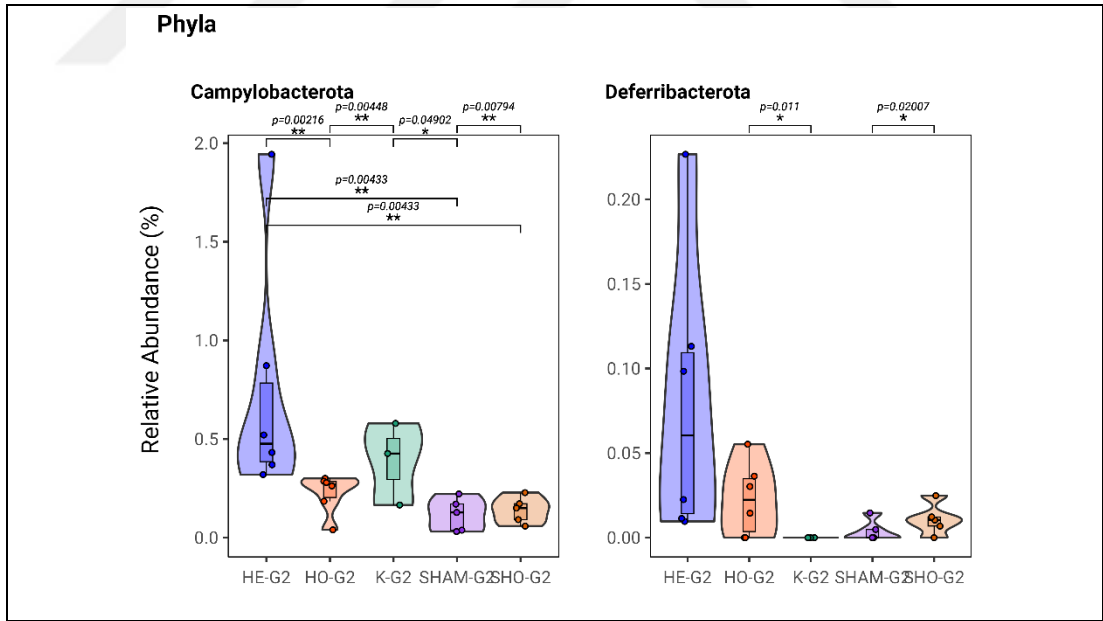 Phyla
Campylobacterota
Deferribacterota
p=0.00448
p=0.00794
p=0.011
p=0.02007
p=0.00216
**
p=0.04902
**
*
*
**
*
2.0
p=0.00433
**
0.20
p=0.00433
**
1.5
0.15
Relative Abundance (%)
1.0
0.10
0.5
0.05
0.0
0.00
HE-G2 HO-G2 K-G2 SHAM-G2 SHO-G2
HE-G2 HO-G2 K-G2 SHAM-G2 SHO-G2